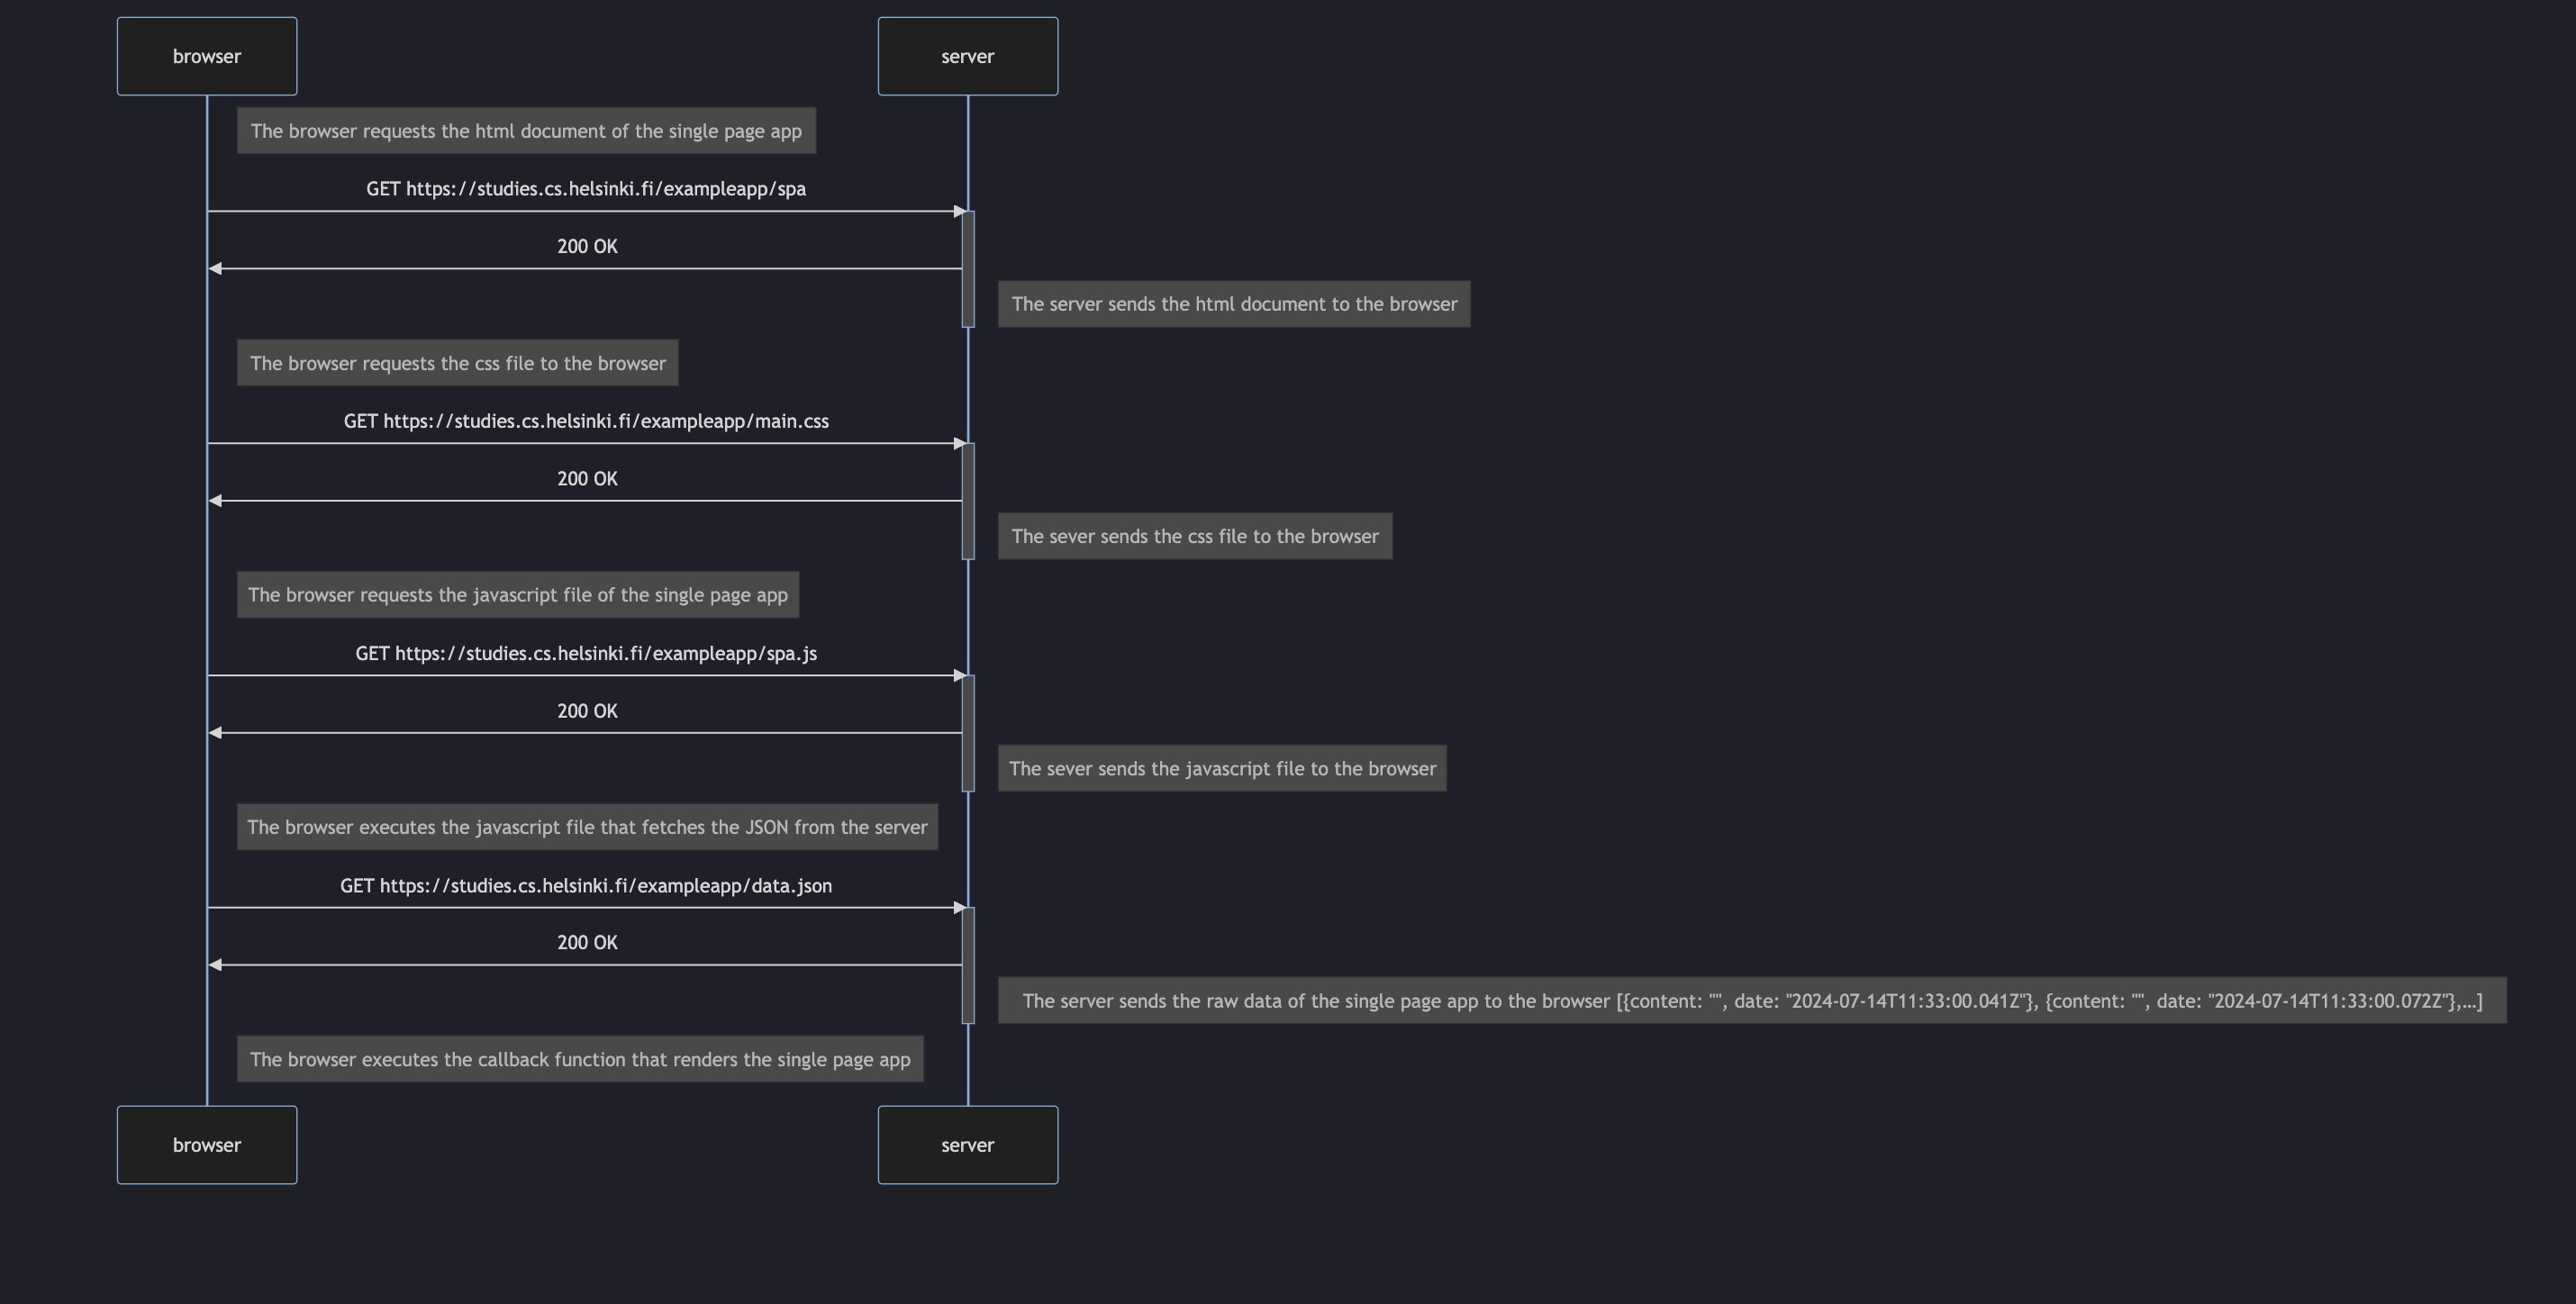 browser
server
The browser requests the html document of the single page app
GET https://studies.cs.helsinki.fi/exampleapp/spa
200 OK
The server sends the html document to the browser
The browser requests the css file to the browser
GET https://studies.cs.helsinki.fi/exampleapp/main.css
200 OK
The sever sends the css file to the browser
The browser requests the javascript file of the single page app
GET https://studies.cs.helsinki.fi/exampleapp/spa.js
200 OK
The sever sends the javascript file to the browser
The browser executes the javascript file that fetches the JSON from the server
GET https://studies.cs.helsinki.fi/exampleapp/data.json
200 OK
The server sends the raw data of the single page app to the browser [{content: "", date: "2024-07-14T11:33:00.041Z"}, {content: "", date: "2024-07-14T11:33:00.072Z"},...]
The browser executes the callback function that renders the single page app
browser
server